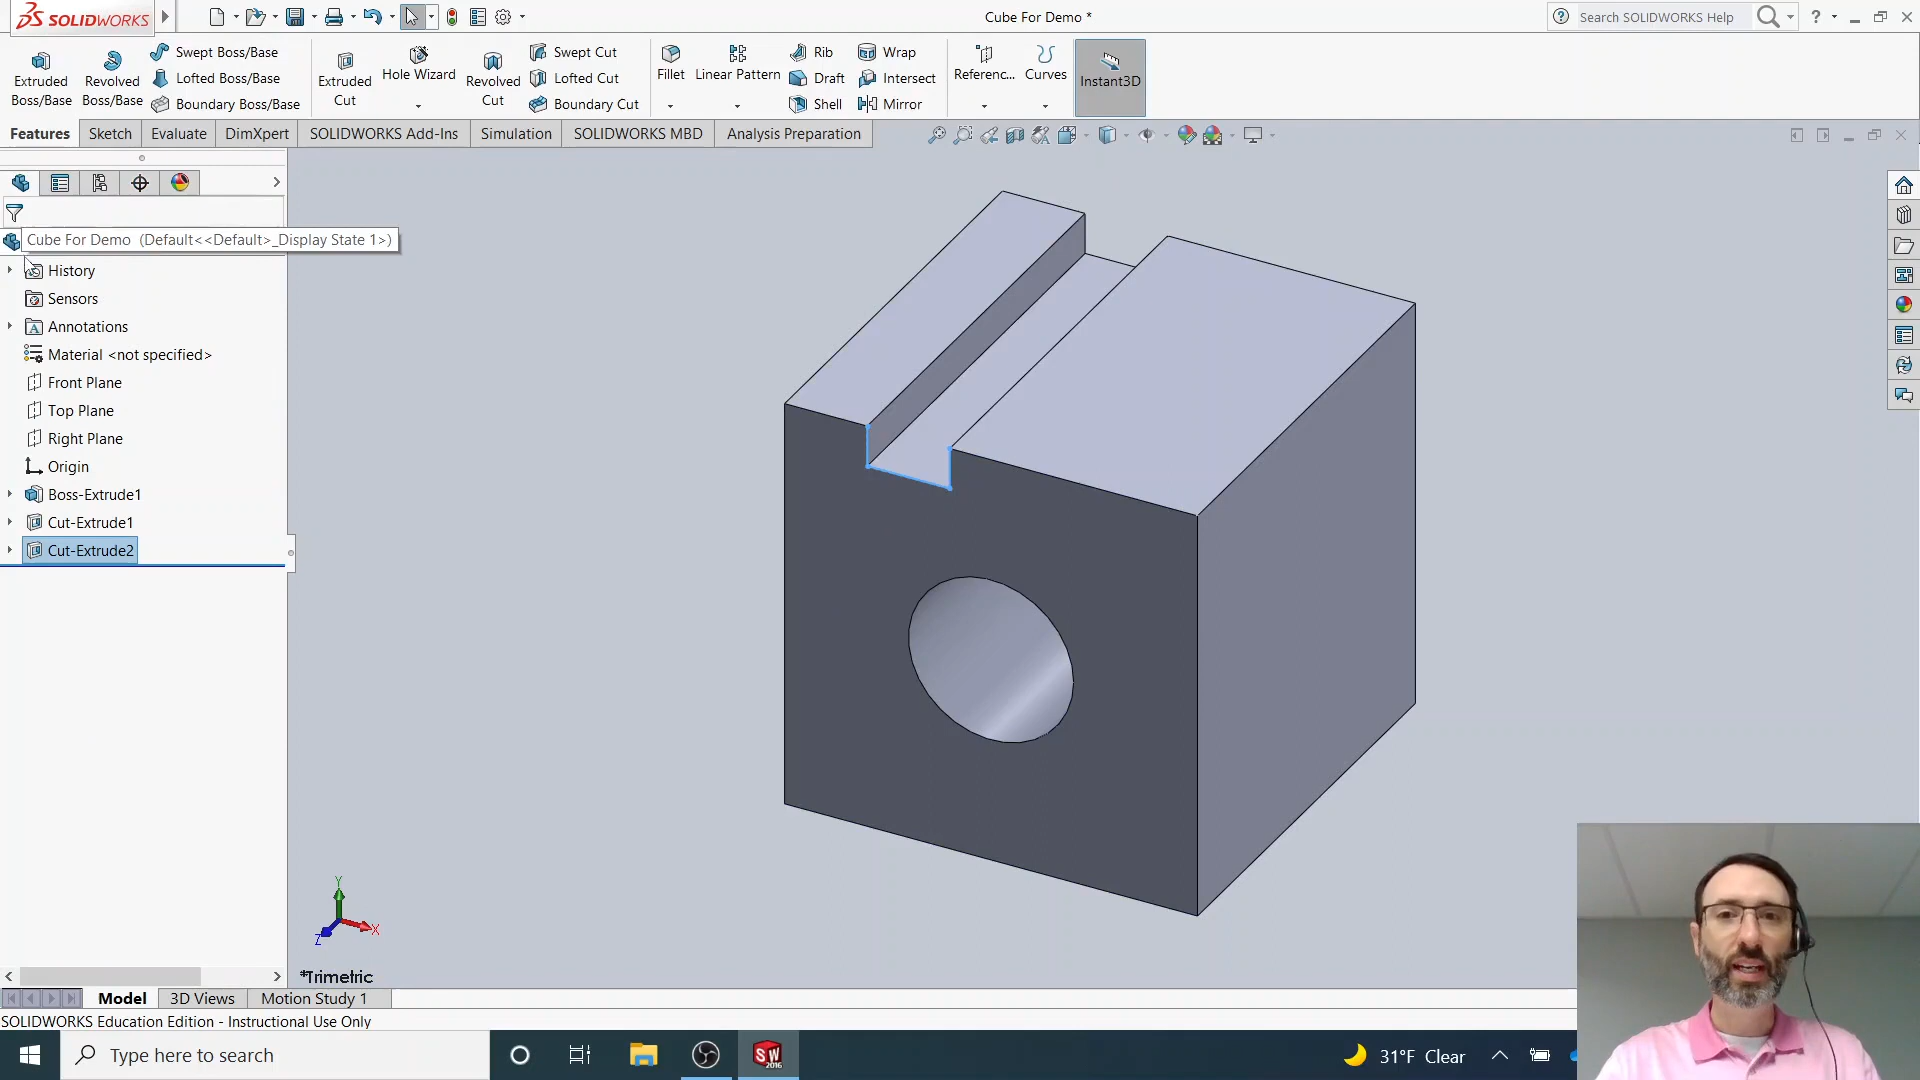 SOLIDWORKS
Cube For Demo *
Search SOLIDWORKS Help
Extruded Boss/Base
Revolved Boss/Base
Swept Boss/Base
Lofted Boss/Base
Boundary Boss/Base
Extruded Cut
Hole Wizard
Revolved Cut
Swept Cut
Lofted Cut
Boundary Cut
Fillet
Linear Pattern
Rib
Draft
Shell
Wrap
Intersect
Mirror
Referenc...
Curves
Instant3D
Features
Sketch
Evaluate
DimXpert
SOLIDWORKS Add-Ins
Simulation
SOLIDWORKS MBD
Analysis Preparation
Cube For Demo (Default<<Default>_Display State 1>)
History
Sensors
Annotations
Material <not specified>
Front Plane
Top Plane
Right Plane
Origin
Boss-Extrude1
Cut-Extrude1
Cut-Extrude2
Y
X
Z
*Trimetric
Model
3D Views
Motion Study 1
SOLIDWORKS Education Edition - Instructional Use Only
Type here to search
SW
2016
31°F Clear